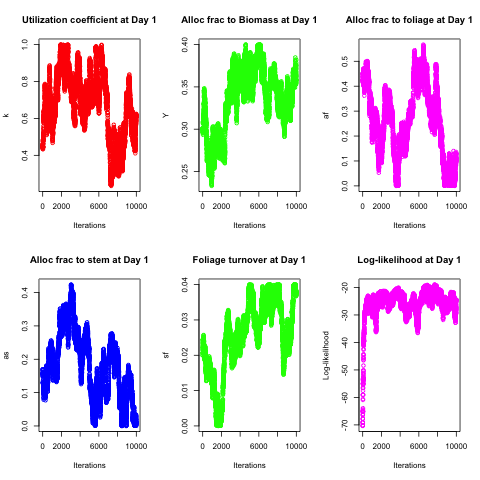 Utilization coefficient at Day 1
Alloc frac to Biomass at Day 1
Alloc frac to foliage at Day 1
k
1.0
0.8
0.6
0.4
0 2000 6000 10000
Iterations
Y
0.40
0.35
0.30
0.25
0 2000 6000 10000
Iterations
af
0.5
0.4
0.3
0.2
0.1
0.0
0 2000 6000 10000
Iterations
Alloc frac to stem at Day 1
Foliage turnover at Day 1
Log-likelihood at Day 1
as
0.4
0.3
0.2
0.1
0.0
0 2000 6000 10000
Iterations
sf
0.04
0.03
0.02
0.01
0.00
0 2000 6000 10000
Iterations
Log-likelihood
-20
-30
-40
-50
-60
-70
0 2000 6000 10000
Iterations